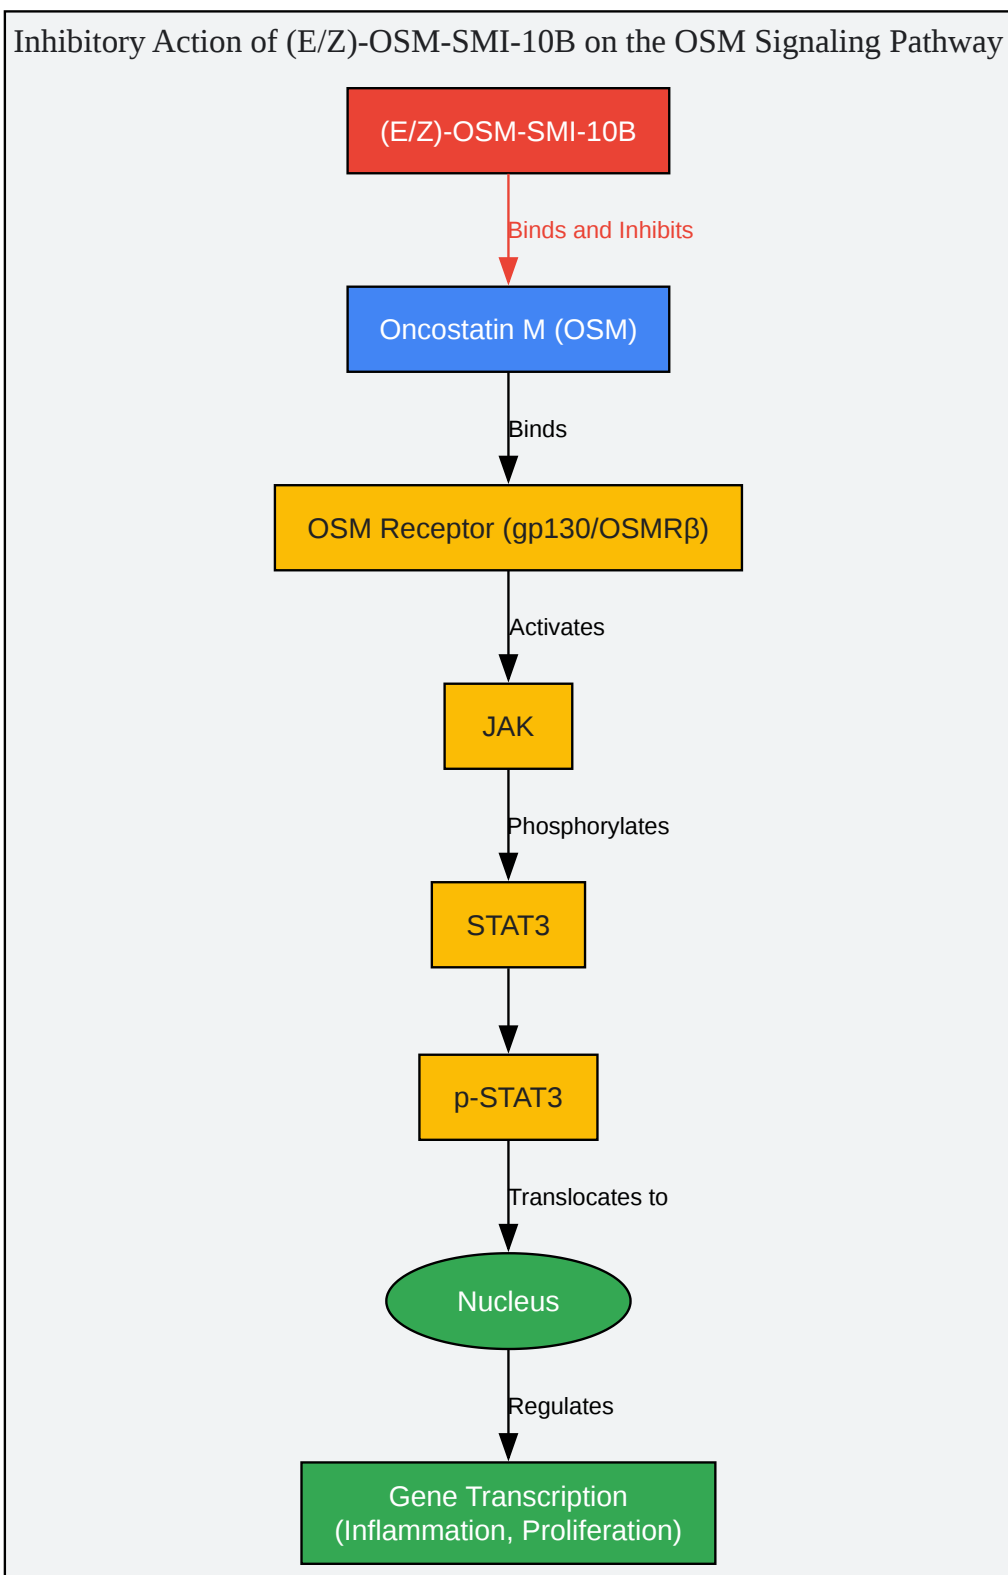 Inhibitory Action of (E/Z)-OSM-SMI-10B on the OSM Signaling Pathway
(E/Z)-OSM-SMI-10B
Binds and Inhibits
Oncostatin M (OSM)
Binds
OSM Receptor (gp130/OSMRβ)
Activates
JAK
Phosphorylates
STAT3
p-STAT3
Translocates to
Nucleus
Regulates
Gene Transcription
(Inflammation, Proliferation)